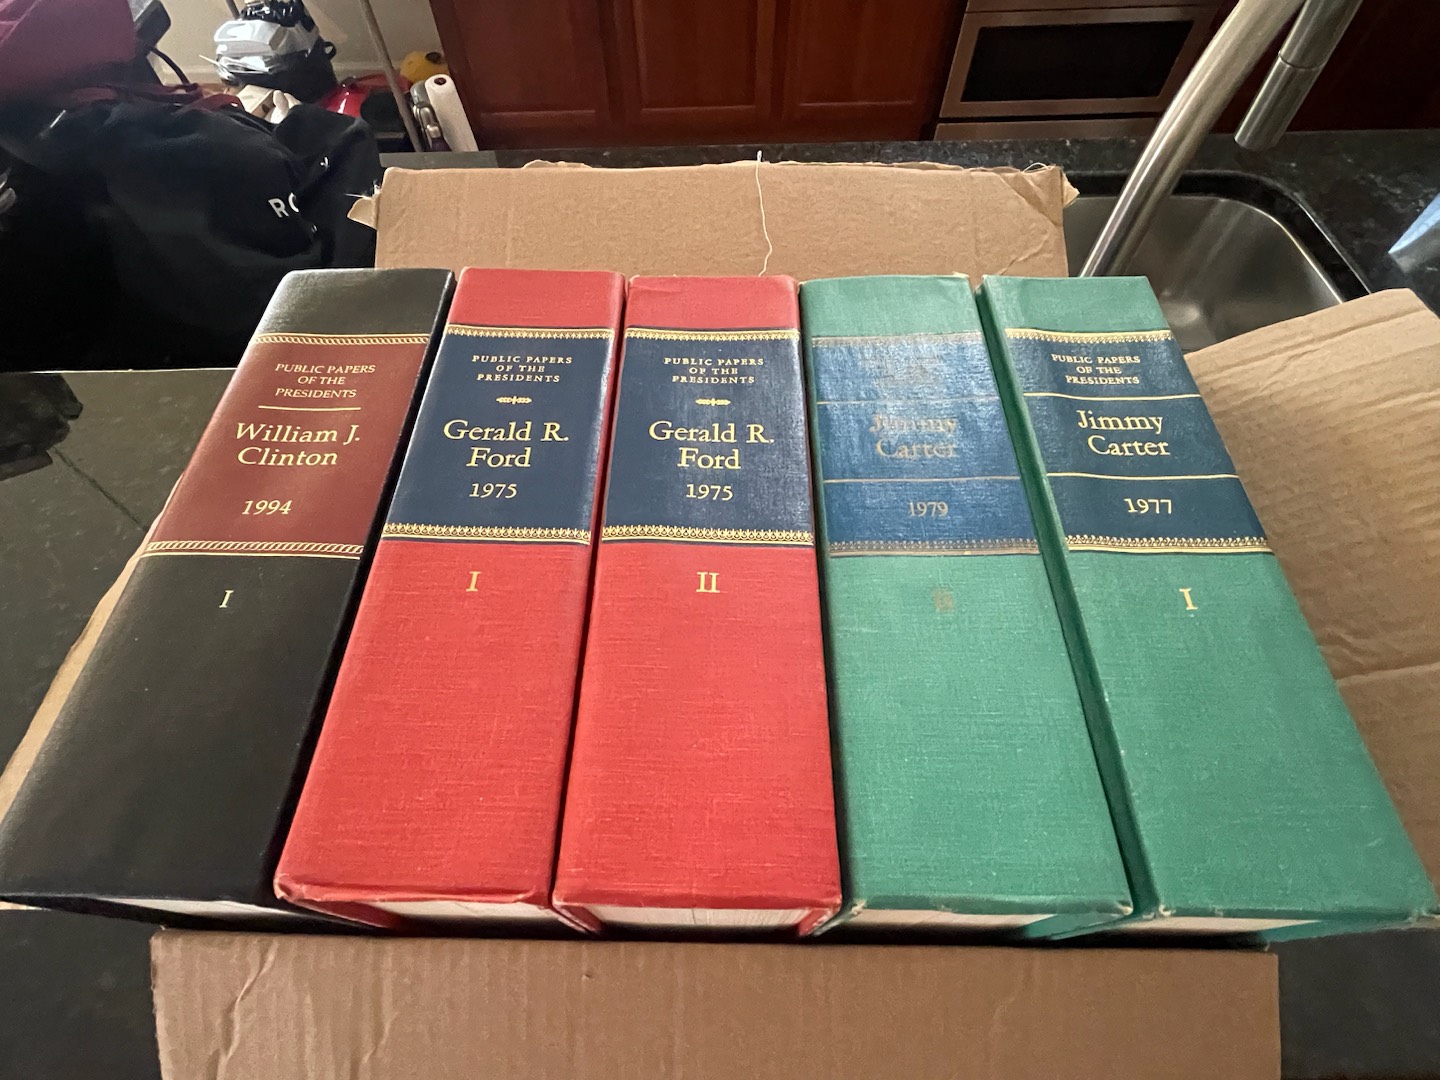 RO
PUBLIC PAPERS
OF THE
PRESIDENTS
William J.
Clinton
1994
I
PUBLIC PAPERS
OF THE
PRESIDENTS
Gerald R.
Ford
1975
I
PUBLIC PAPERS
OF THE
PRESIDENTS
Gerald R.
Ford
1975
II
Jimmy
Carter
1979
PUBLIC PAPERS
OF THE
PRESIDENTS
Jimmy
Carter
1977
I